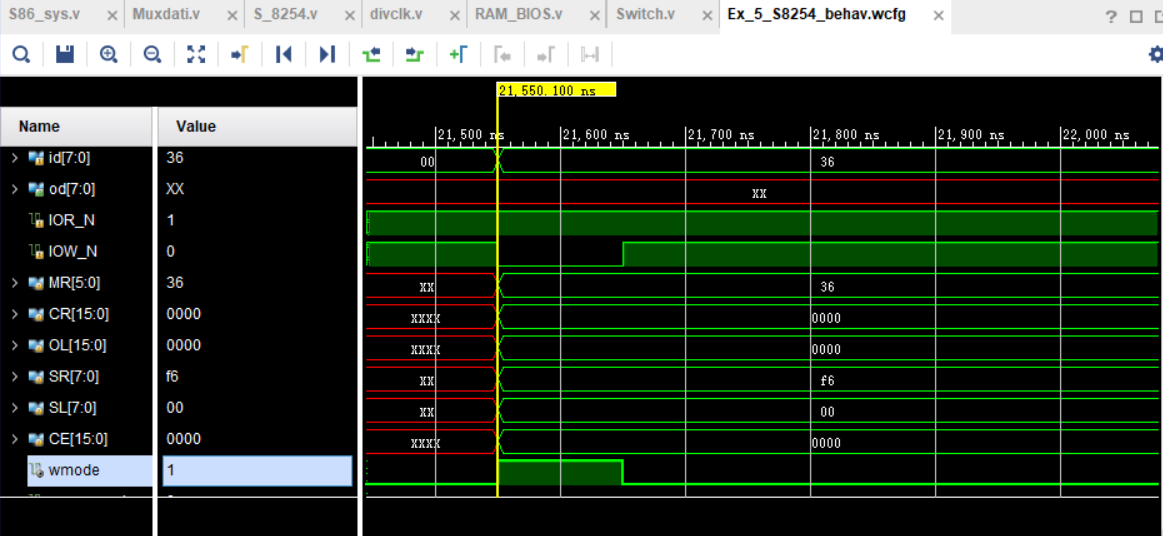 S86_sys.v × Muxdati.v × S_8254.v × divclk.v × RAM_BIOS.v × Switch.v × Ex_5_S8254_behav.wcfg × ?
21,550.100 ns
Name Value
21,500 ns 21,600 ns 21,700 ns 21,800 ns 21,900 ns 22,000 ns
id[7:0] 36 00 36
od[7:0] XX XX
IOR_N 1
IOW_N 0
MR[5:0] 36 XX 36
CR[15:0] 0000 XXXX 0000
OL[15:0] 0000 XXXX 0000
SR[7:0] f6 XX f6
SL[7:0] 00 XX 00
CE[15:0] 0000 XXXX 0000
wmode 1